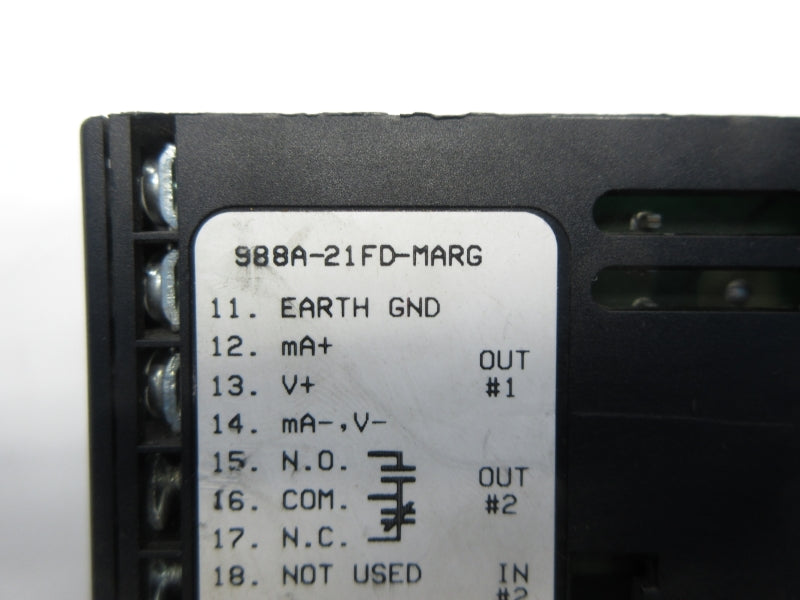 988A-21FD-MARG
11. EARTH GND
12. mA+
OUT
13. V+
#1
14. mA-,V-
15. N.O.
OUT
16. COM.
#2
17. N.C.
18. NOT USED IN
#2